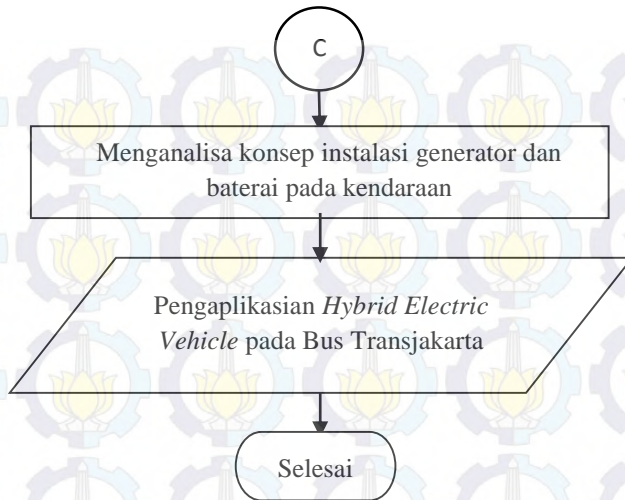 C
Menganalisa konsep instalasi generator dan
baterai pada kendaraan
Pengaplikasian Hybrid Electric
Vehicle pada Bus Transjakarta
Selesai